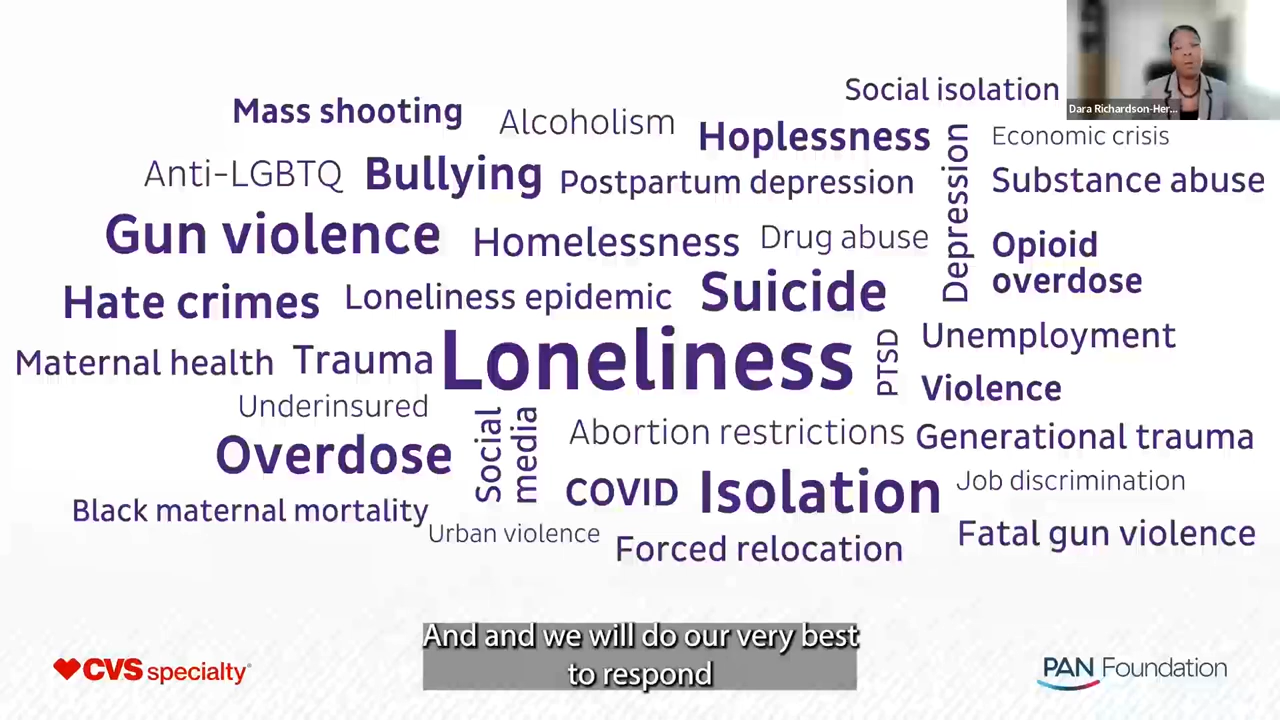 Social isolation
Dara Richardson-Her...
Mass shooting
Alcoholism
Hoplessness
Economic crisis
Anti-LGBTQ
Bullying
Postpartum depression
Depression
Substance abuse
Gun violence
Homelessness
Drug abuse
Opioid
overdose
Hate crimes
Loneliness epidemic
Suicide
Maternal health
Trauma
Loneliness
PTSD
Unemployment
Violence
Underinsured
Social
media
Abortion restrictions
Generational trauma
Overdose
COVID
Isolation
Job discrimination
Black maternal mortality
Urban violence
Forced relocation
Fatal gun violence
And and we will do our very best
to respond
CVS specialty®
PAN Foundation